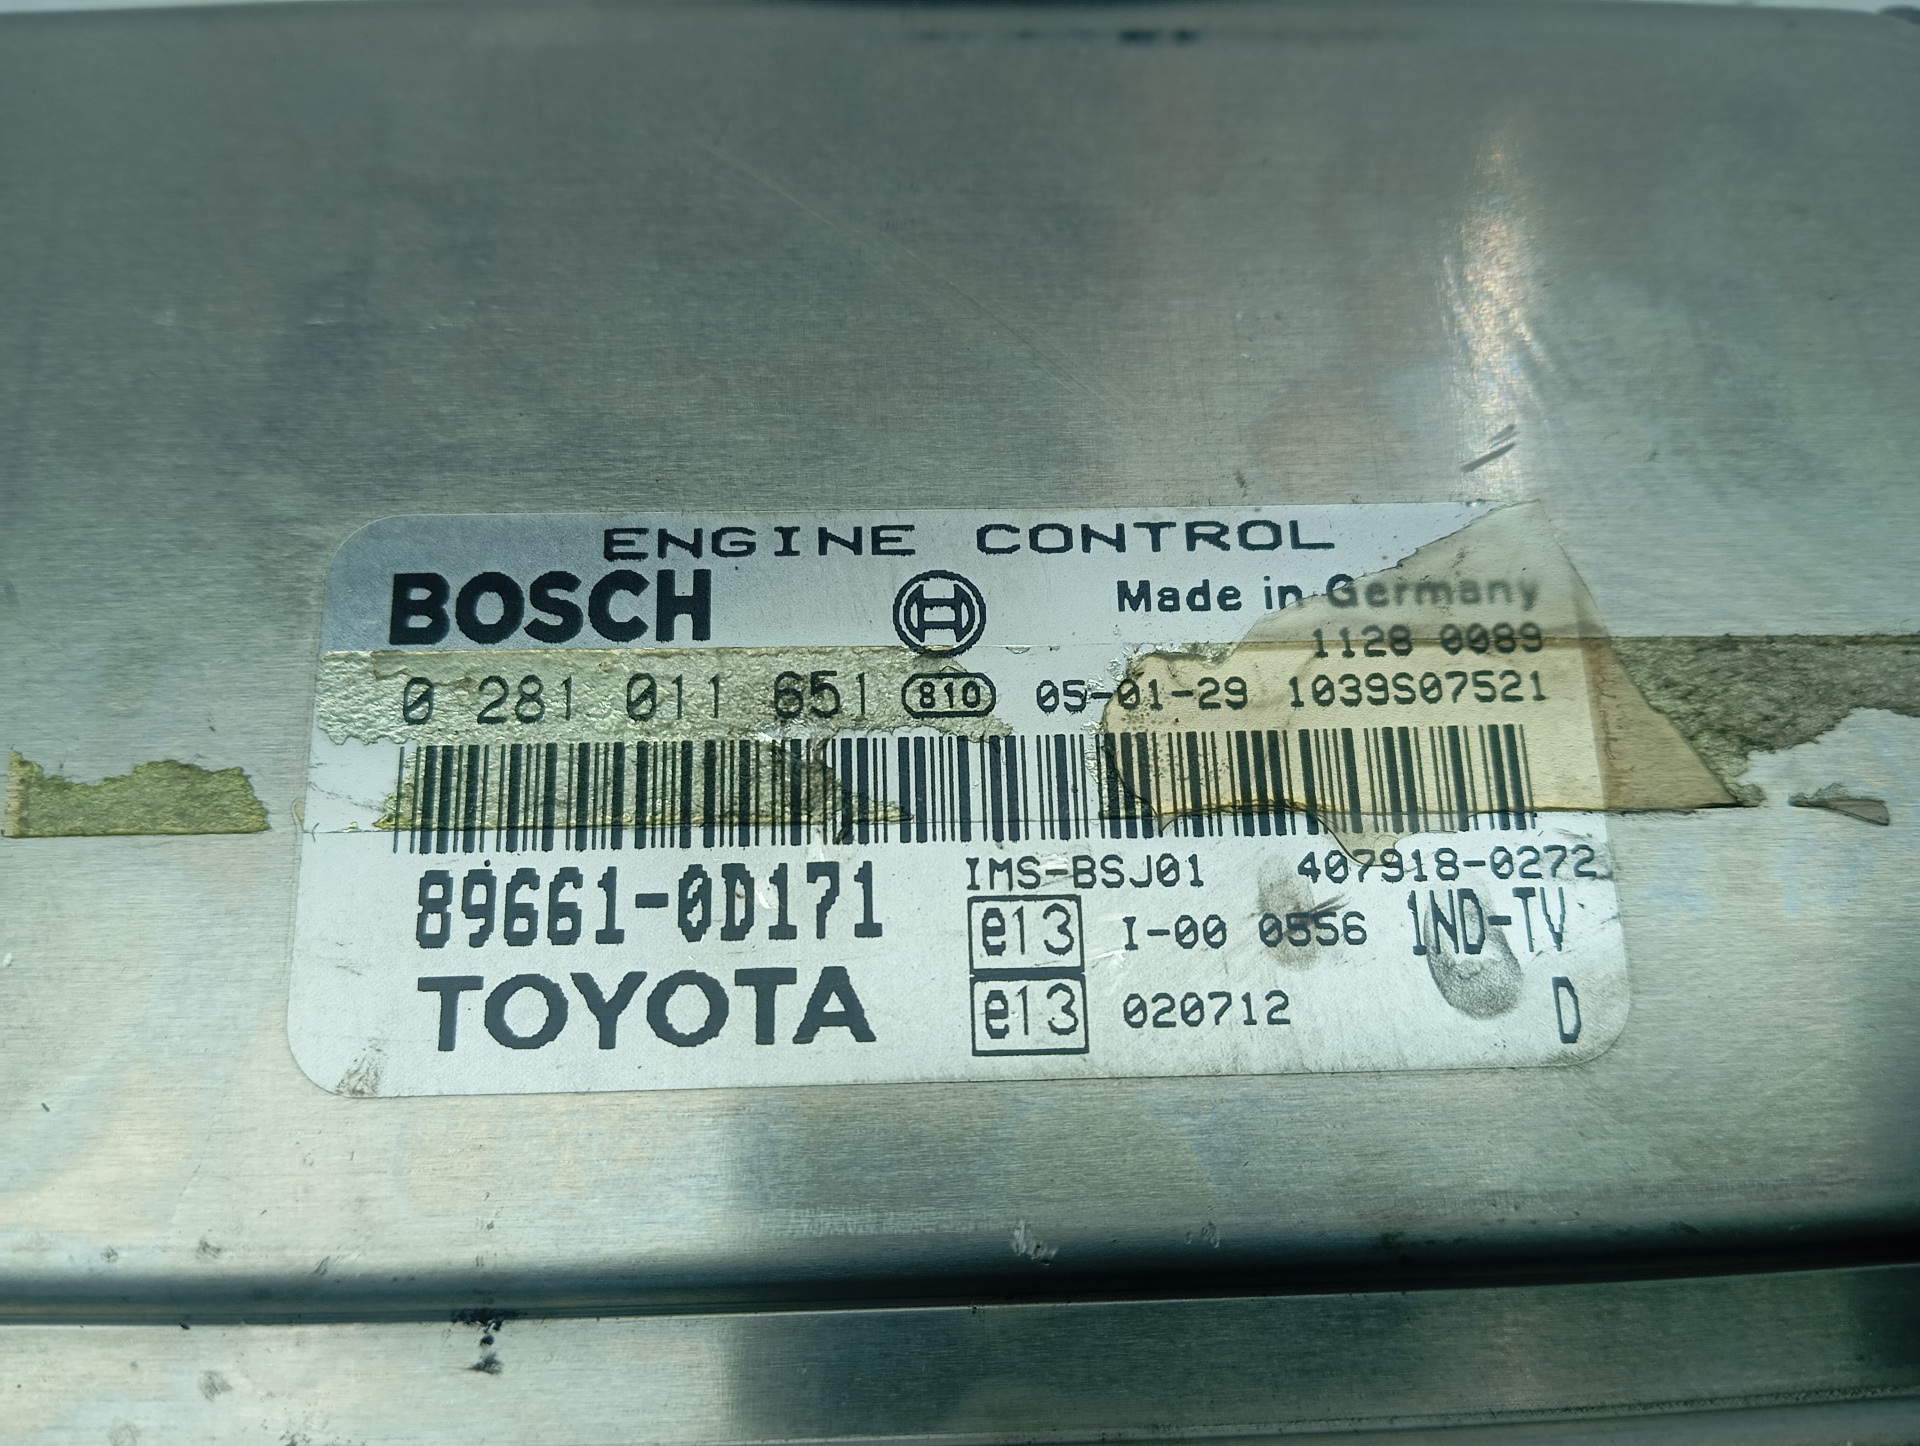 ENGINE CONTROL
BOSCH Made in Germany
1128 0089
0 281 011 651 810 05-01-29 1039S07521
89661-0D171 IMS-BSJ01 407918-0272
e13 I-00 0556 1ND-TV
TOYOTA e13 020712 D